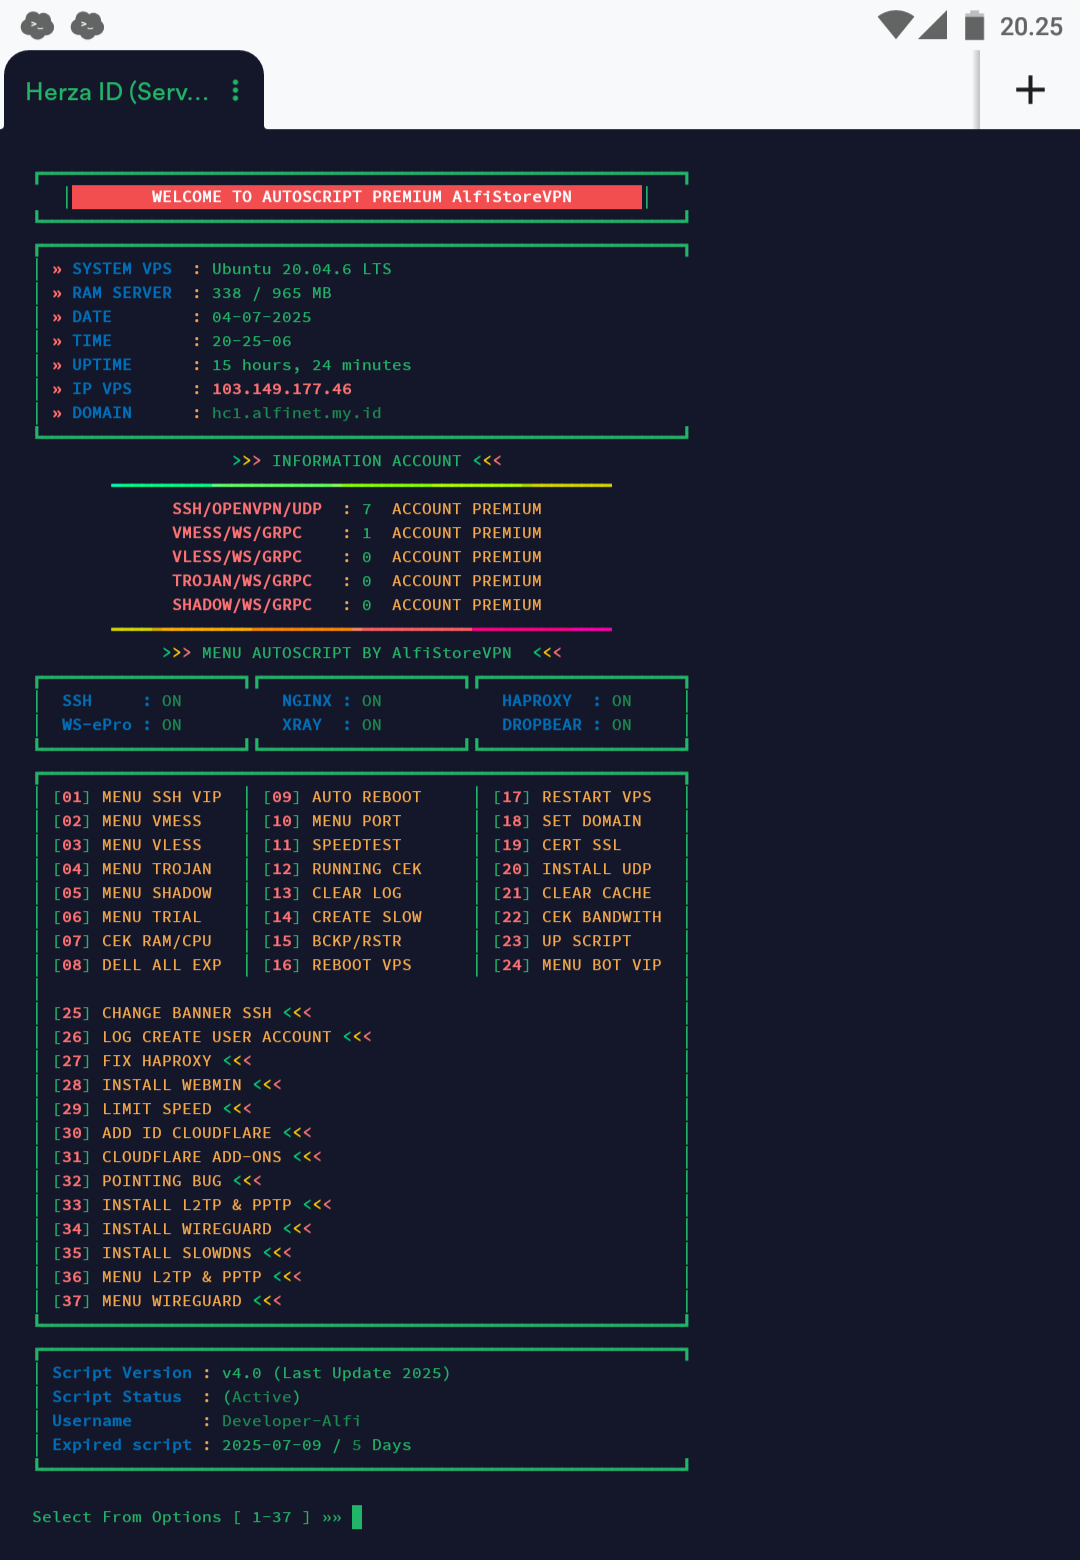 20.25
Herza ID (Serv...
WELCOME TO AUTOSCRIPT PREMIUM AlfiStoreVPN
» SYSTEM VPS : Ubuntu 20.04.6 LTS
» RAM SERVER : 338 / 965 MB
» DATE : 04-07-2025
» TIME : 20-25-06
» UPTIME : 15 hours, 24 minutes
» IP VPS : 103.149.177.46
» DOMAIN : hc1.alfinet.my.id
>>> INFORMATION ACCOUNT <<<
SSH/OPENVPN/UDP : 7 ACCOUNT PREMIUM
VMESS/WS/GRPC : 1 ACCOUNT PREMIUM
VLESS/WS/GRPC : 0 ACCOUNT PREMIUM
TROJAN/WS/GRPC : 0 ACCOUNT PREMIUM
SHADOW/WS/GRPC : 0 ACCOUNT PREMIUM
>>> MENU AUTOSCRIPT BY AlfiStoreVPN <<<
SSH : ON NGINX : ON HAPROXY : ON
WS-ePro : ON XRAY : ON DROPBEAR : ON
[01] MENU SSH VIP [09] AUTO REBOOT [17] RESTART VPS
[02] MENU VMESS [10] MENU PORT [18] SET DOMAIN
[03] MENU VLESS [11] SPEEDTEST [19] CERT SSL
[04] MENU TROJAN [12] RUNNING CEK [20] INSTALL UDP
[05] MENU SHADOW [13] CLEAR LOG [21] CLEAR CACHE
[06] MENU TRIAL [14] CREATE SLOW [22] CEK BANDWITH
[07] CEK RAM/CPU [15] BCKP/RSTR [23] UP SCRIPT
[08] DELL ALL EXP [16] REBOOT VPS [24] MENU BOT VIP
[25] CHANGE BANNER SSH <<<
[26] LOG CREATE USER ACCOUNT <<<
[27] FIX HAPROXY <<<
[28] INSTALL WEBMIN <<<
[29] LIMIT SPEED <<<
[30] ADD ID CLOUDFLARE <<<
[31] CLOUDFLARE ADD-ONS <<<
[32] POINTING BUG <<<
[33] INSTALL L2TP & PPTP <<<
[34] INSTALL WIREGUARD <<<
[35] INSTALL SLOWDNS <<<
[36] MENU L2TP & PPTP <<<
[37] MENU WIREGUARD <<<
Script Version : v4.0 (Last Update 2025)
Script Status : (Active)
Username : Developer-Alfi
Expired script : 2025-07-09 / 5 Days
Select From Options [ 1-37 ] »»